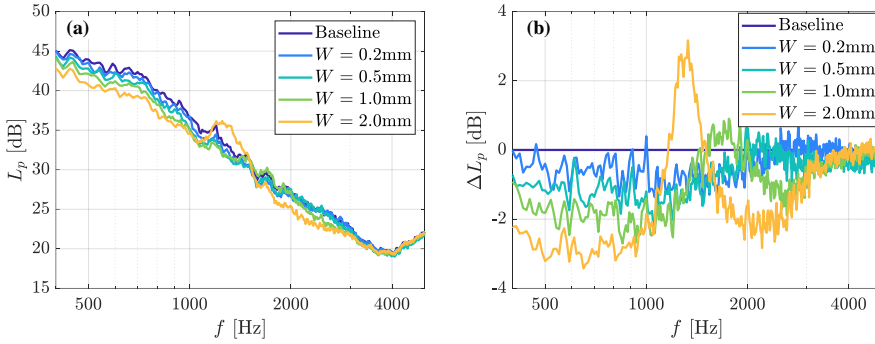 (a)
Baseline
W = 0.2mm
W = 0.5mm
W = 1.0mm
W = 2.0mm
50
45
40
35
30
25
20
15
500
1000
2000
4000
f [Hz]
Lp [dB]
(b)
Baseline
W = 0.2mm
W = 0.5mm
W = 1.0mm
W = 2.0mm
4
2
0
-2
-4
500
1000
2000
4000
f [Hz]
ΔLp [dB]